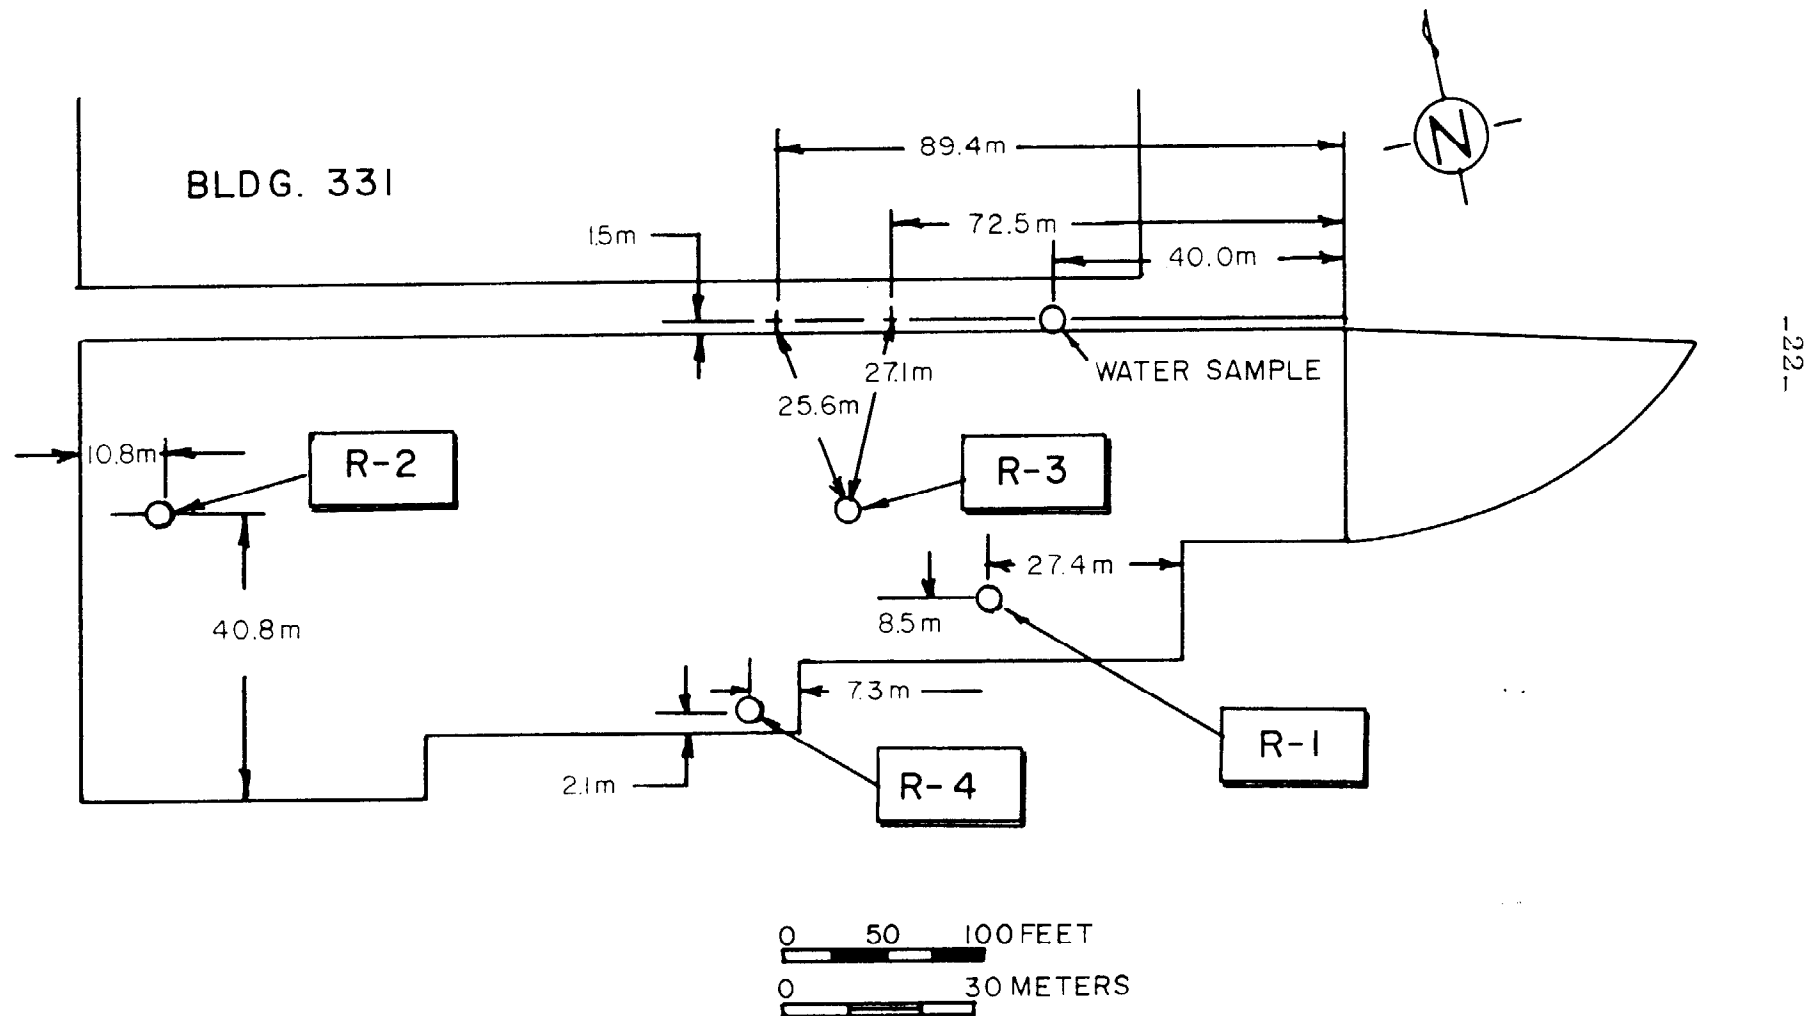 N
89.4m
BLDG. 331
72.5m
1.5m
40.0m
-22-
27.1m
WATER SAMPLE
25.6m
10.8m
R-2
R-3
27.4m
8.5m
40.8m
7.3m
R-1
2.1m
R-4
0 50 100 FEET
0 30 METERS